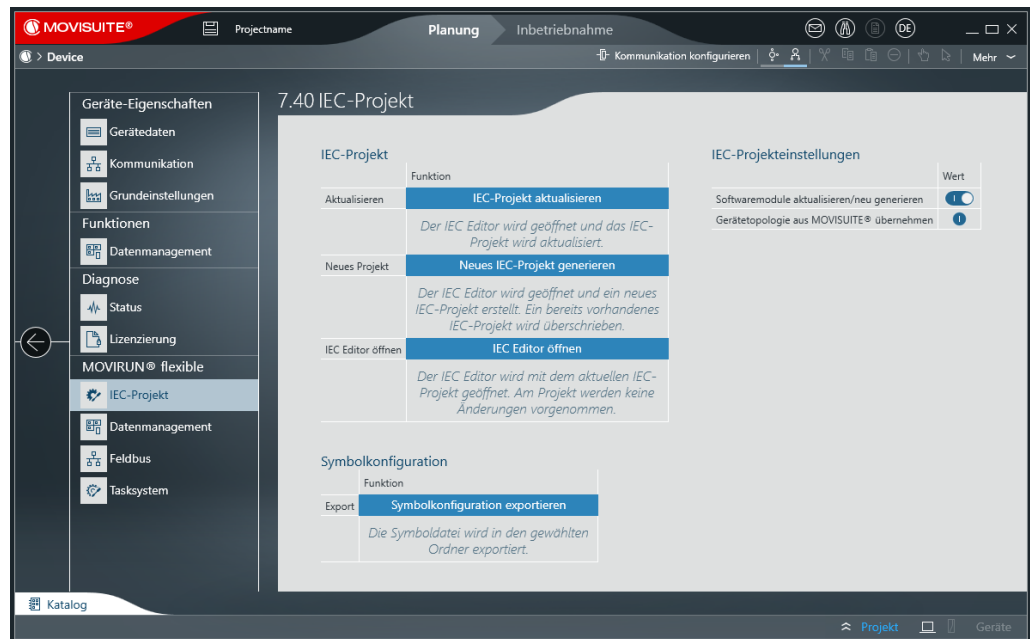 MOVISUITE®
Projectname
Planung
Inbetriebnahme
DE
> Device
Kommunikation konfigurieren
Mehr
Geräte-Eigenschaften
Gerätedaten
Kommunikation
Grundeinstellungen
Funktionen
Datenmanagement
Diagnose
Status
Lizenzierung
MOVIRUN® flexible
IEC-Projekt
Datenmanagement
Feldbus
Tasksystem
7.40 IEC-Projekt
IEC-Projekt
Funktion
Aktualisieren
IEC-Projekt aktualisieren
Der IEC Editor wird geöffnet und das IEC-
Projekt wird aktualisiert.
Neues Projekt
Neues IEC-Projekt generieren
Der IEC Editor wird geöffnet und ein neues
IEC-Projekt erstellt. Ein bereits vorhandenes
IEC-Projekt wird überschrieben.
IEC Editor öffnen
IEC Editor öffnen
Der IEC Editor wird mit dem aktuellen IEC-
Projekt geöffnet. Am Projekt werden keine
Änderungen vorgenommen.
Symbolkonfiguration
Funktion
Export
Symbolkonfiguration exportieren
Die Symboldatei wird in den gewählten
Ordner exportiert.
IEC-Projekteinstellungen
Wert
Softwaremodule aktualisieren/neu generieren
Gerätetopologie aus MOVISUITE® übernehmen
Katalog
Projekt
Geräte